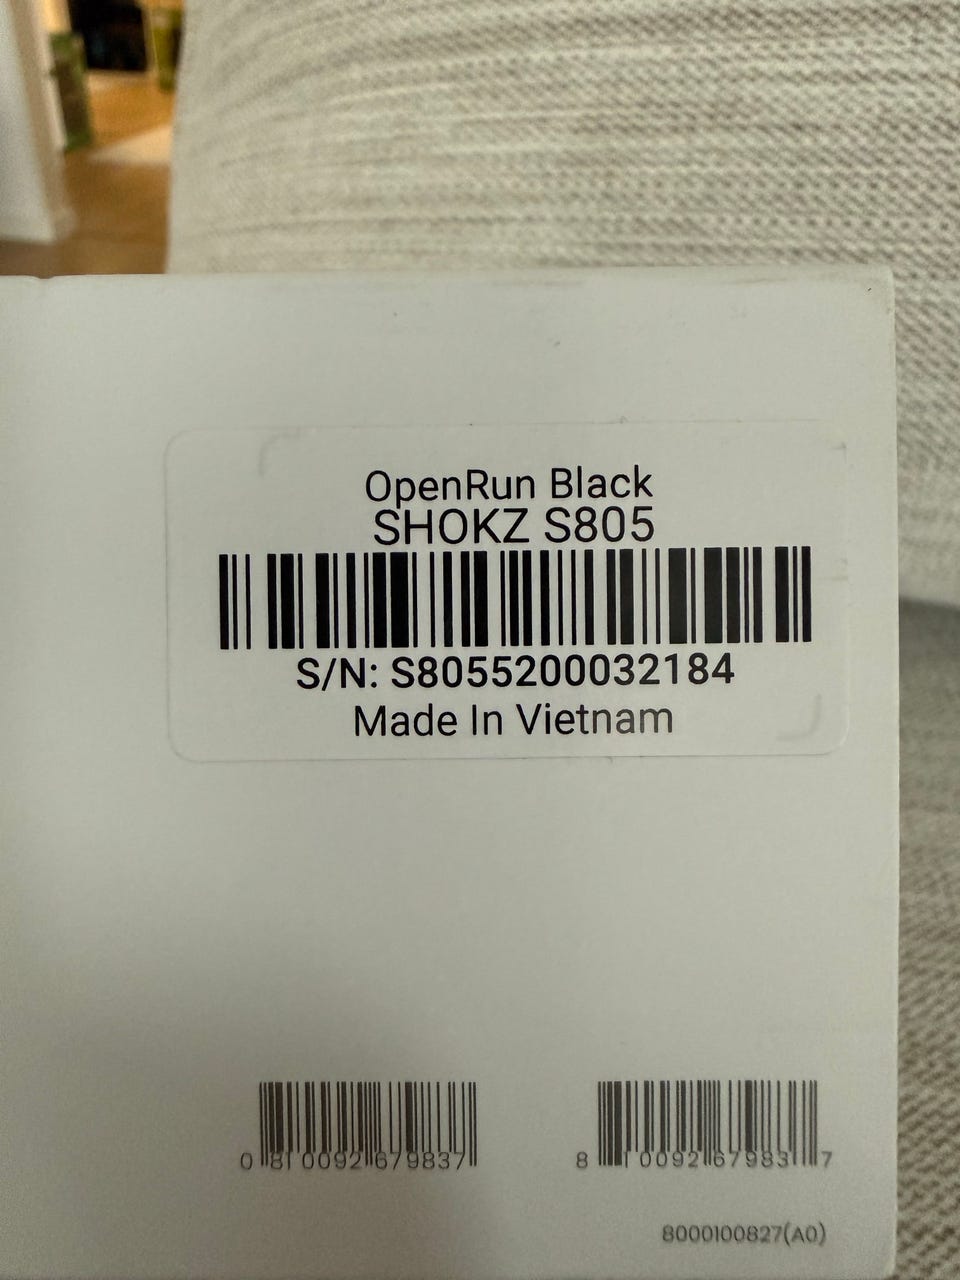 OpenRun Black
SHOKZ S805
S/N: S8055200032184
Made In Vietnam
0 810092 679837
8 10092 67983 7
8000100827(A0)